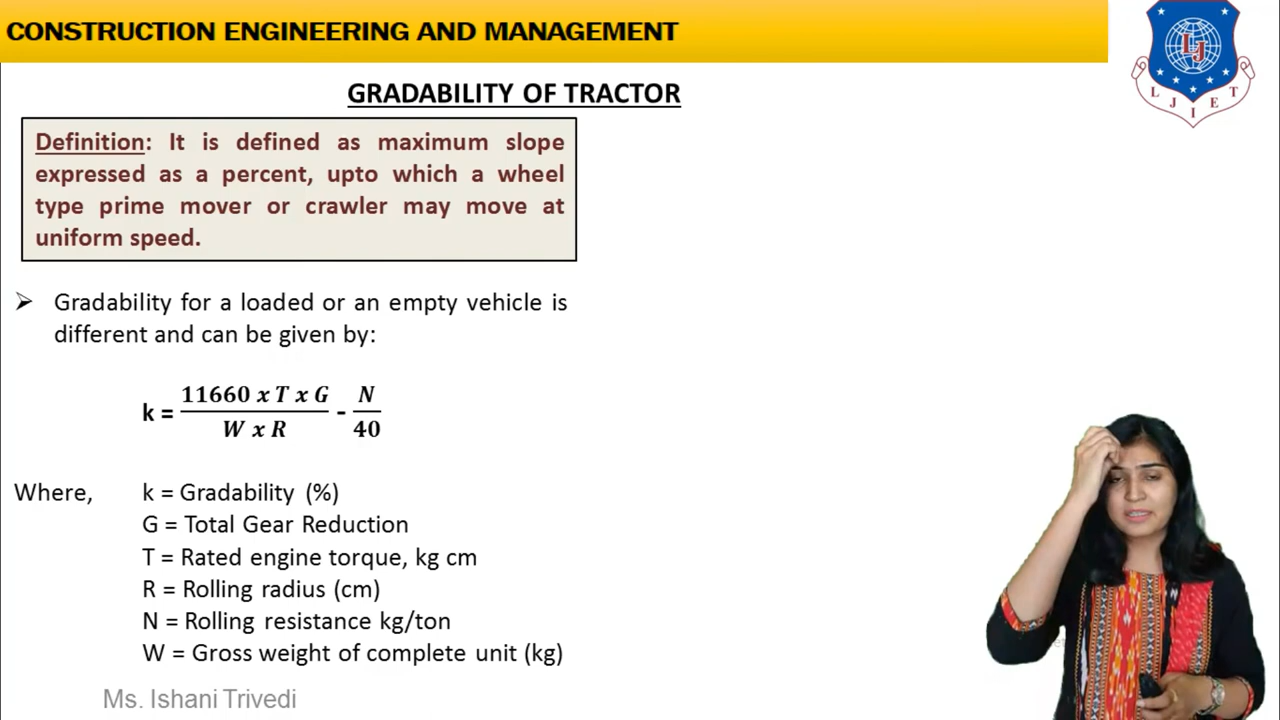 CONSTRUCTION ENGINEERING AND MANAGEMENT
LJ
L J I E T
GRADABILITY OF TRACTOR
Definition: It is defined as maximum slope
expressed as a percent, upto which a wheel
type prime mover or crawler may move at
uniform speed.
➢ Gradability for a loaded or an empty vehicle is
different and can be given by:
k = 11660 x T x G / W x R - N / 40
Where, k = Gradability (%)
G = Total Gear Reduction
T = Rated engine torque, kg cm
R = Rolling radius (cm)
N = Rolling resistance kg/ton
W = Gross weight of complete unit (kg)
Ms. Ishani Trivedi